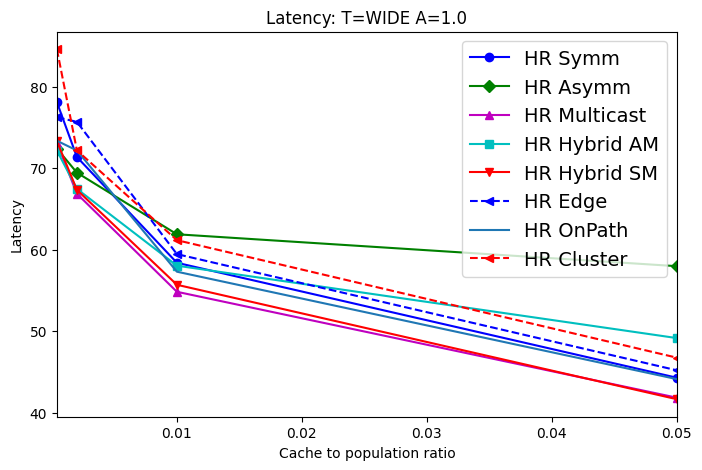 Latency: T=WIDE A=1.0
HR Symm
HR Asymm
HR Multicast
HR Hybrid AM
HR Hybrid SM
HR Edge
HR OnPath
HR Cluster
Latency
80
70
60
50
40
0.01
0.02
0.03
0.04
0.05
Cache to population ratio